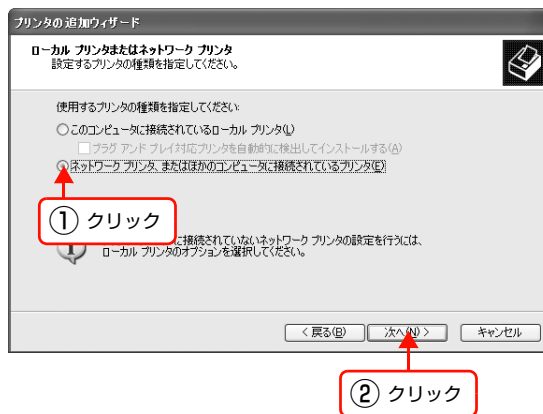 プリンタの追加ウィザード
ローカル プリンタまたはネットワーク プリンタ
設定するプリンタの種類を指定してください。
使用するプリンタの種類を指定してください:
このコンピュータに接続されているローカル プリンタ(L)
プラグ アンド プレイ対応プリンタを自動的に検出してインストールする(A)
ネットワーク プリンタ、またはほかのコンピュータに接続されているプリンタ(E)
① クリック
に接続されていないネットワーク プリンタの設定を行うには、
ローカル プリンタのオプションを選択してください。
< 戻る(B) 次へ(N) > キャンセル
② クリック